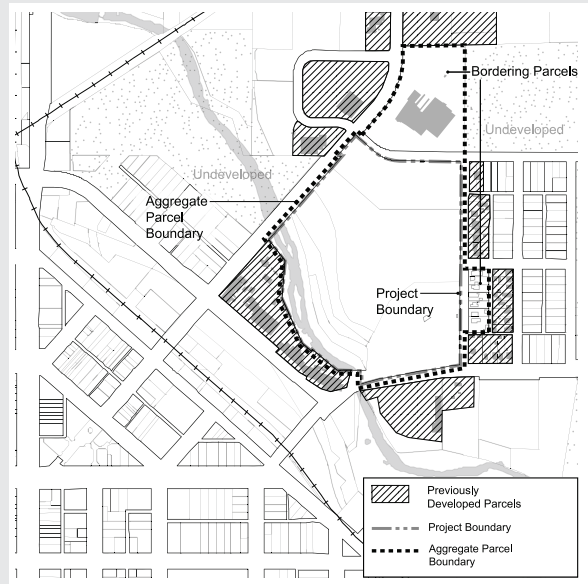 Bordering Parcels
Undeveloped
Undeveloped
Aggregate
Parcel
Boundary
Project
Boundary
Previously
Developed Parcels
Project Boundary
Aggregate Parcel
Boundary